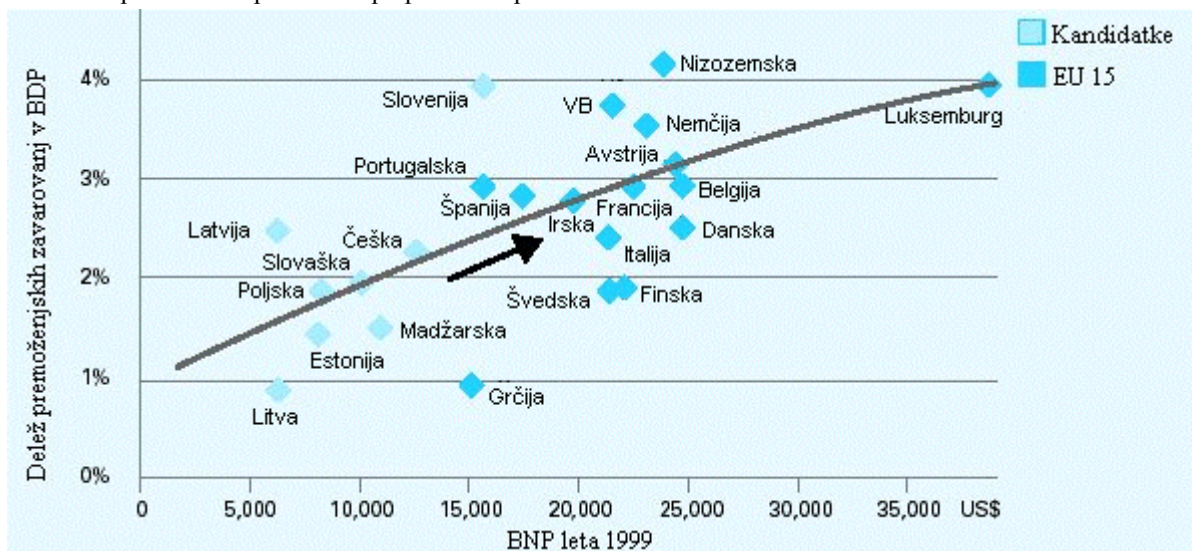 Kandidatke
EU 15
Delež premoženjskih zavarovanj v BDP
4%
3%
2%
1%
0%
Nizozemska
Slovenija
VB
Nemčija
Luksemburg
Avstrija
Portugalska
Belgija
Španija
Francija
Irska
Danska
Latvija
Češka
Italija
Slovaška
Poljska
Švedska
Finska
Madžarska
Estonija
Grčija
Litva
0 5,000 10,000 15,000 20,000 25,000 30,000 35,000 US$
BNP leta 1999